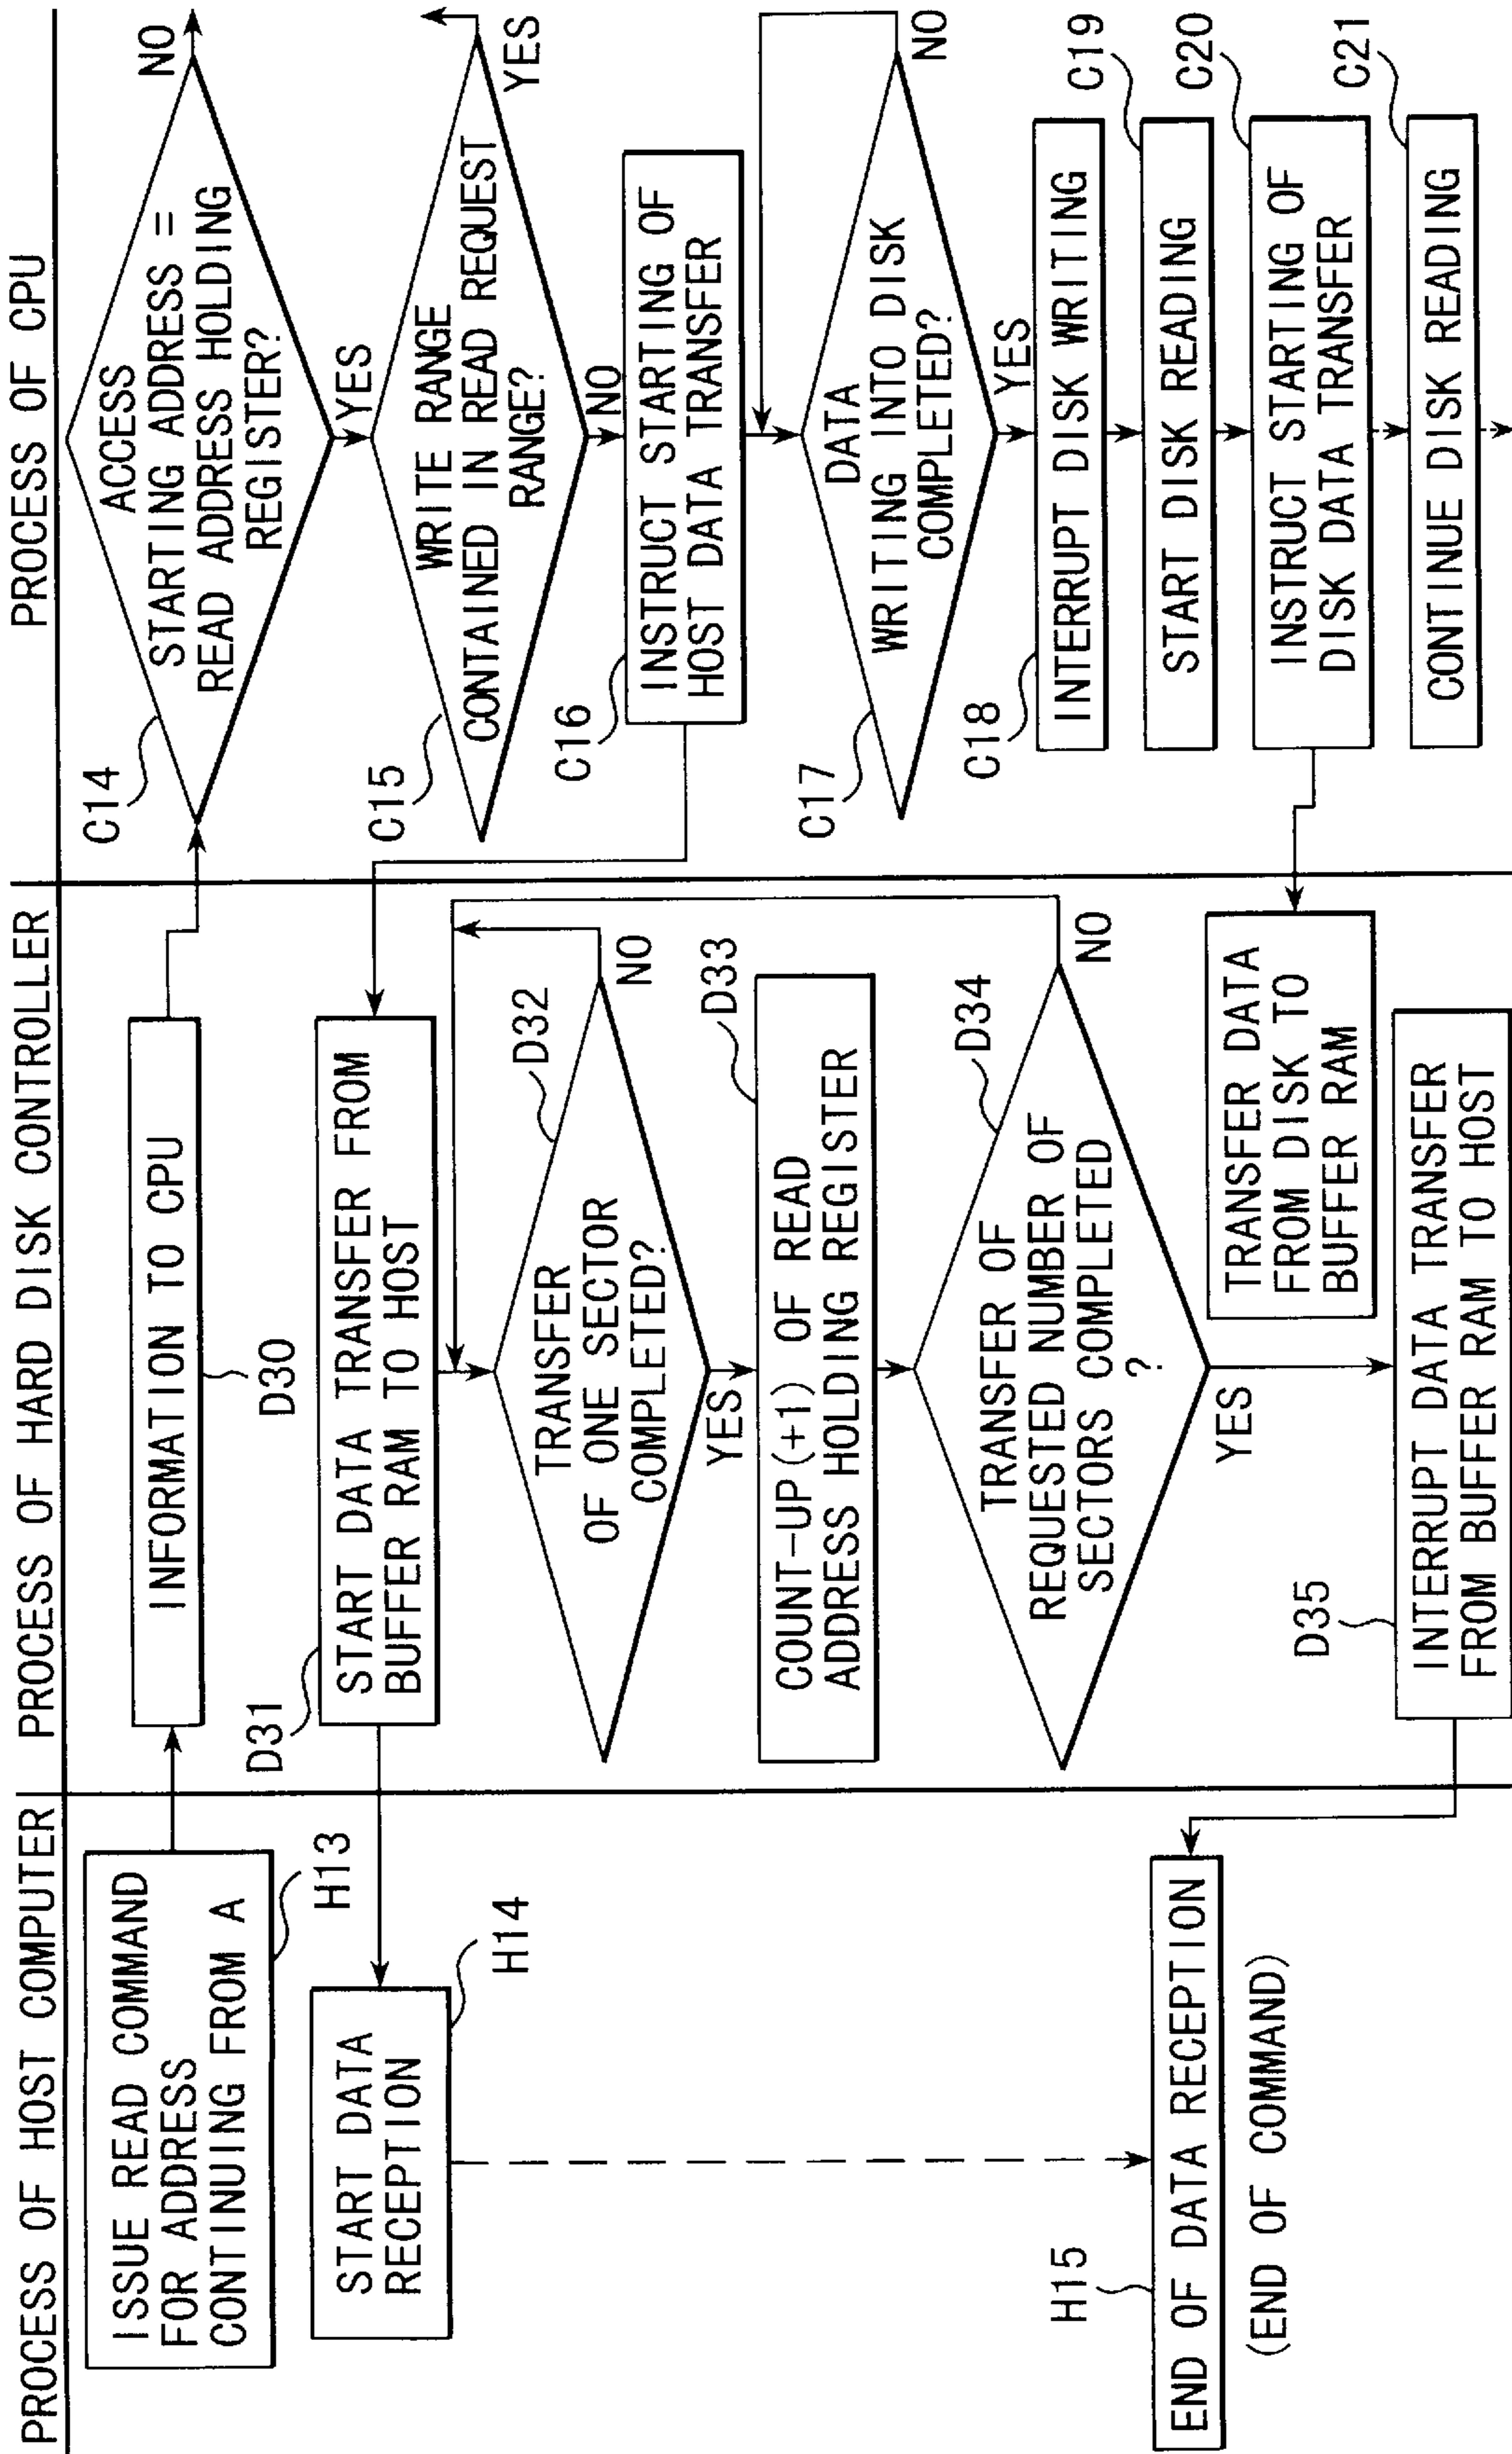 PROCESS OF HOST COMPUTER
ISSUE READ COMMAND
FOR ADDRESS
CONTINUING FROM A
H13
START DATA
RECEPTION
H14
H15
END OF DATA RECEPTION
(END OF COMMAND)
PROCESS OF HARD DISK CONTROLLER
INFORMATION TO CPU
D30
D31
START DATA TRANSFER FROM
BUFFER RAM TO HOST
D32
TRANSFER
OF ONE SECTOR
COMPLETED?
NO
YES
D33
COUNT-UP(+1) OF READ
ADDRESS HOLDING REGISTER
D34
TRANSFER OF
REQUESTED NUMBER OF
SECTORS COMPLETED
?
NO
YES
TRANSFER DATA
FROM DISK TO
BUFFER RAM
D35
INTERRUPT DATA TRANSFER
FROM BUFFER RAM TO HOST
PROCESS OF CPU
C14
ACCESS
STARTING ADDRESS =
READ ADDRESS HOLDING
REGISTER?
NO
YES
C15
WRITE RANGE
CONTAINED IN READ REQUEST
RANGE?
YES
NO
C16
INSTRUCT STARTING OF
HOST DATA TRANSFER
C17
DATA
WRITING INTO DISK
COMPLETED?
NO
YES
C18
INTERRUPT DISK WRITING
C19
START DISK READING
C20
INSTRUCT STARTING OF
DISK DATA TRANSFER
C21
CONTINUE DISK READING